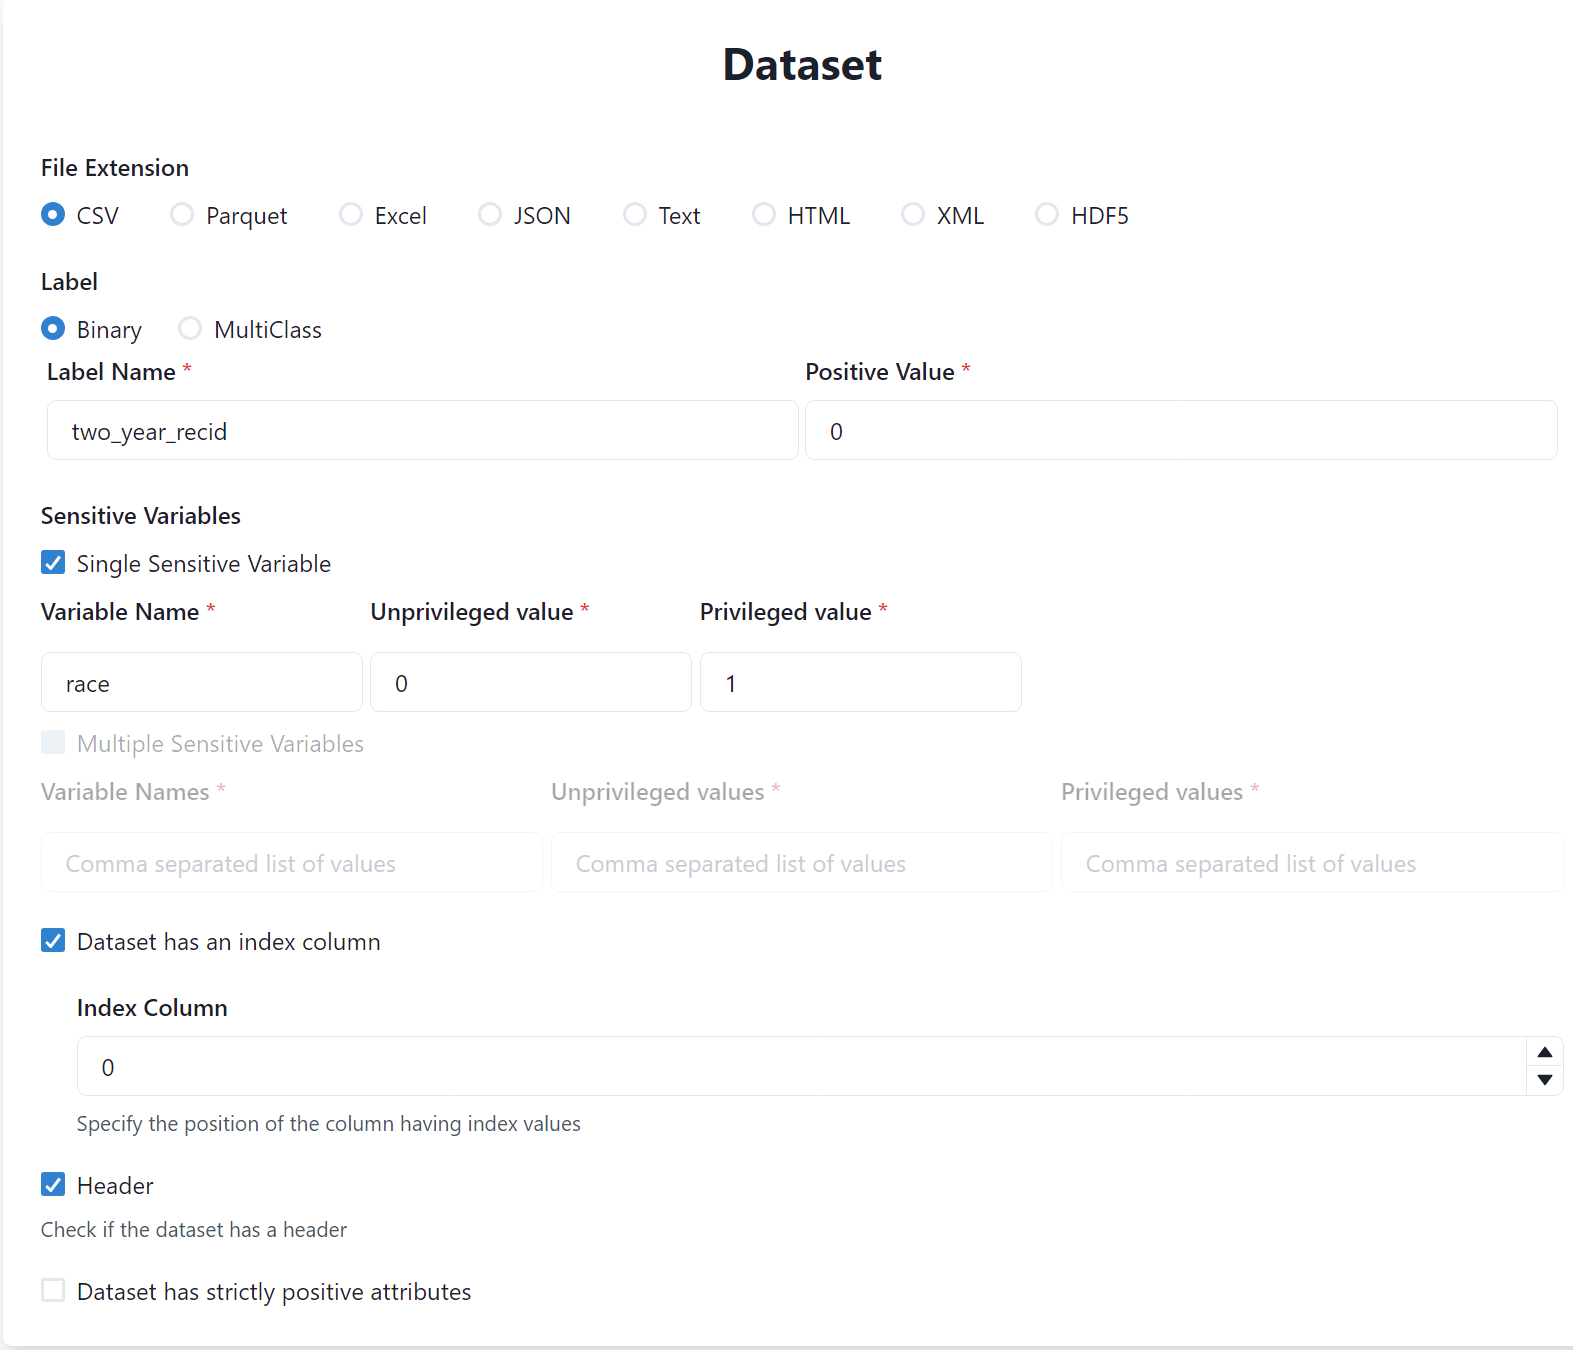 Dataset
File Extension
CSV Parquet Excel JSON Text HTML XML HDF5
Label
Binary MultiClass
Label Name * Positive Value *
two_year_recid 0
Sensitive Variables
Single Sensitive Variable
Variable Name * Unprivileged value * Privileged value *
race 0 1
Multiple Sensitive Variables
Variable Names * Unprivileged values * Privileged values *
Comma separated list of values Comma separated list of values Comma separated list of values
Dataset has an index column
Index Column
0
Specify the position of the column having index values
Header
Check if the dataset has a header
Dataset has strictly positive attributes